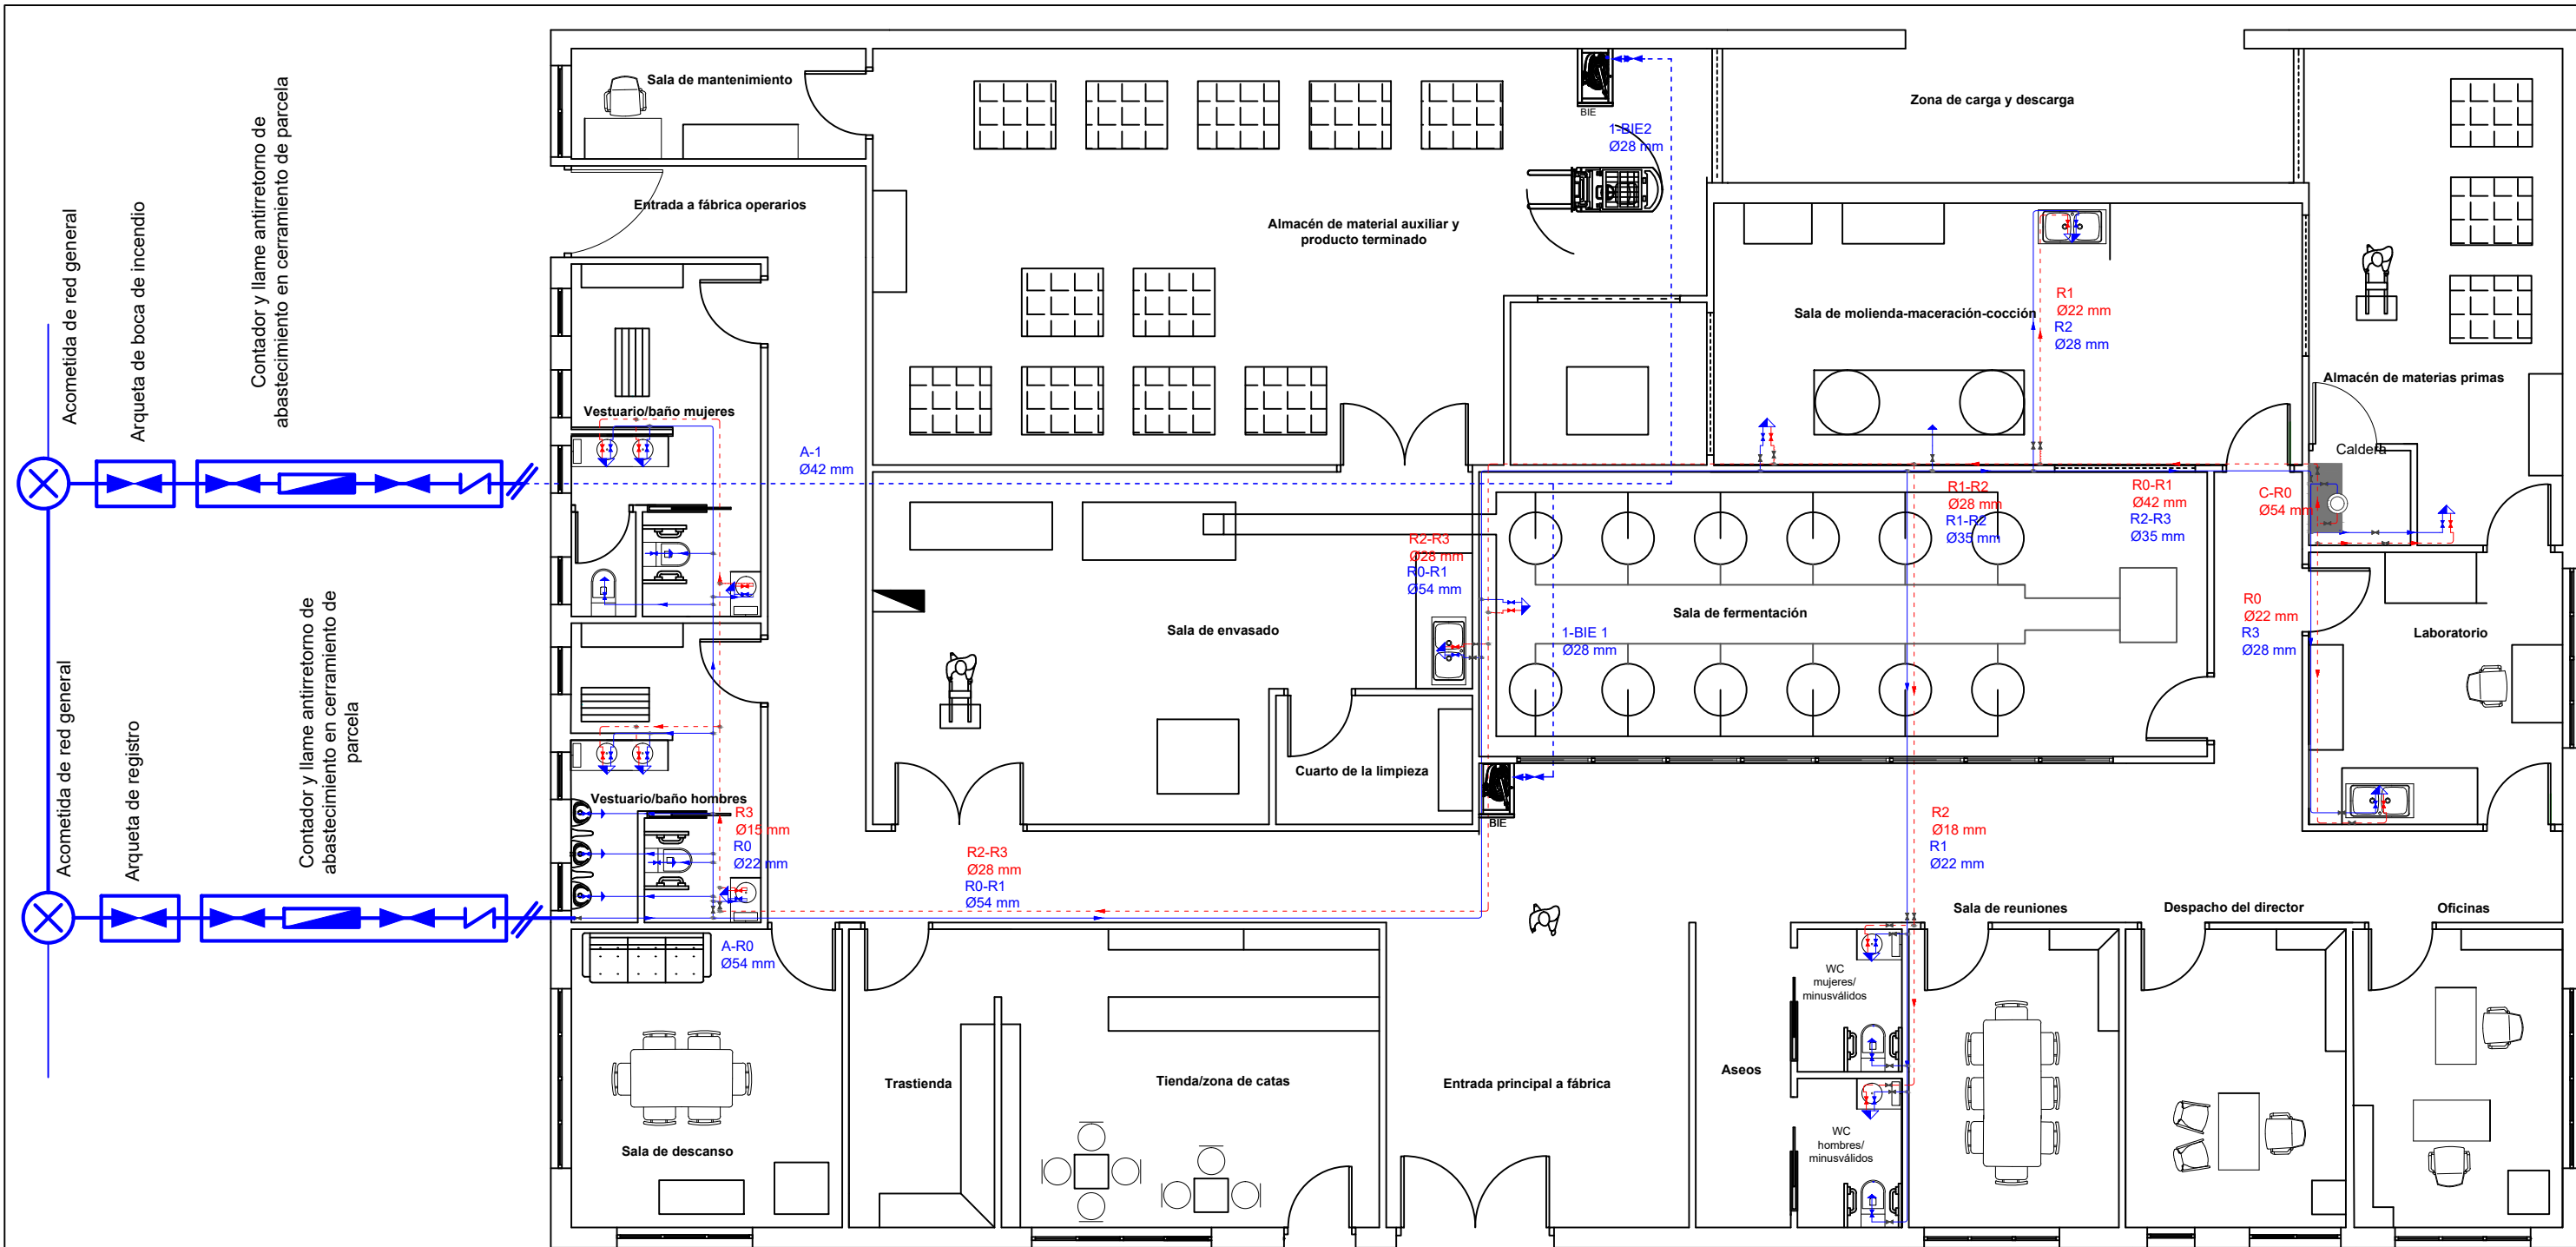 Acometida de red general
Arqueta de boca de incendio
Contador y llame antirretorno de
abastecimiento en cerramiento de parcela
Acometida de red general
Arqueta de registro
Contador y llame antirretorno de
abastecimiento en cerramiento de
parcela
Sala de mantenimiento
Entrada a fábrica operarios
Vestuario/baño mujeres
A-1
Ø42 mm
Vestuario/baño hombres
R3
Ø15 mm
R0
Ø22 mm
A-R0
Ø54 mm
Almacén de material auxiliar y
producto terminado
BIE
1-BIE2
Ø28 mm
Zona de carga y descarga
Sala de molienda-maceración-cocción
R1
Ø22 mm
R2
Ø28 mm
Almacén de materias primas
Caldera
R1-R2
Ø28 mm
R1-R2
Ø35 mm
R0-R1
Ø42 mm
R2-R3
Ø35 mm
C-R0
Ø54 mm
R2-R3
Ø28 mm
R0-R1
Ø54 mm
Sala de envasado
Sala de fermentación
1-BIE 1
Ø28 mm
R0
Ø22 mm
R3
Ø28 mm
Laboratorio
Cuarto de la limpieza
BIE
R2-R3
Ø28 mm
R0-R1
Ø54 mm
R2
Ø18 mm
R1
Ø22 mm
Sala de reuniones
Despacho del director
Oficinas
WC
mujeres/
minusválidos
Sala de descanso
Trastienda
Tienda/zona de catas
Entrada principal a fábrica
Aseos
WC
hombres/
minusválidos